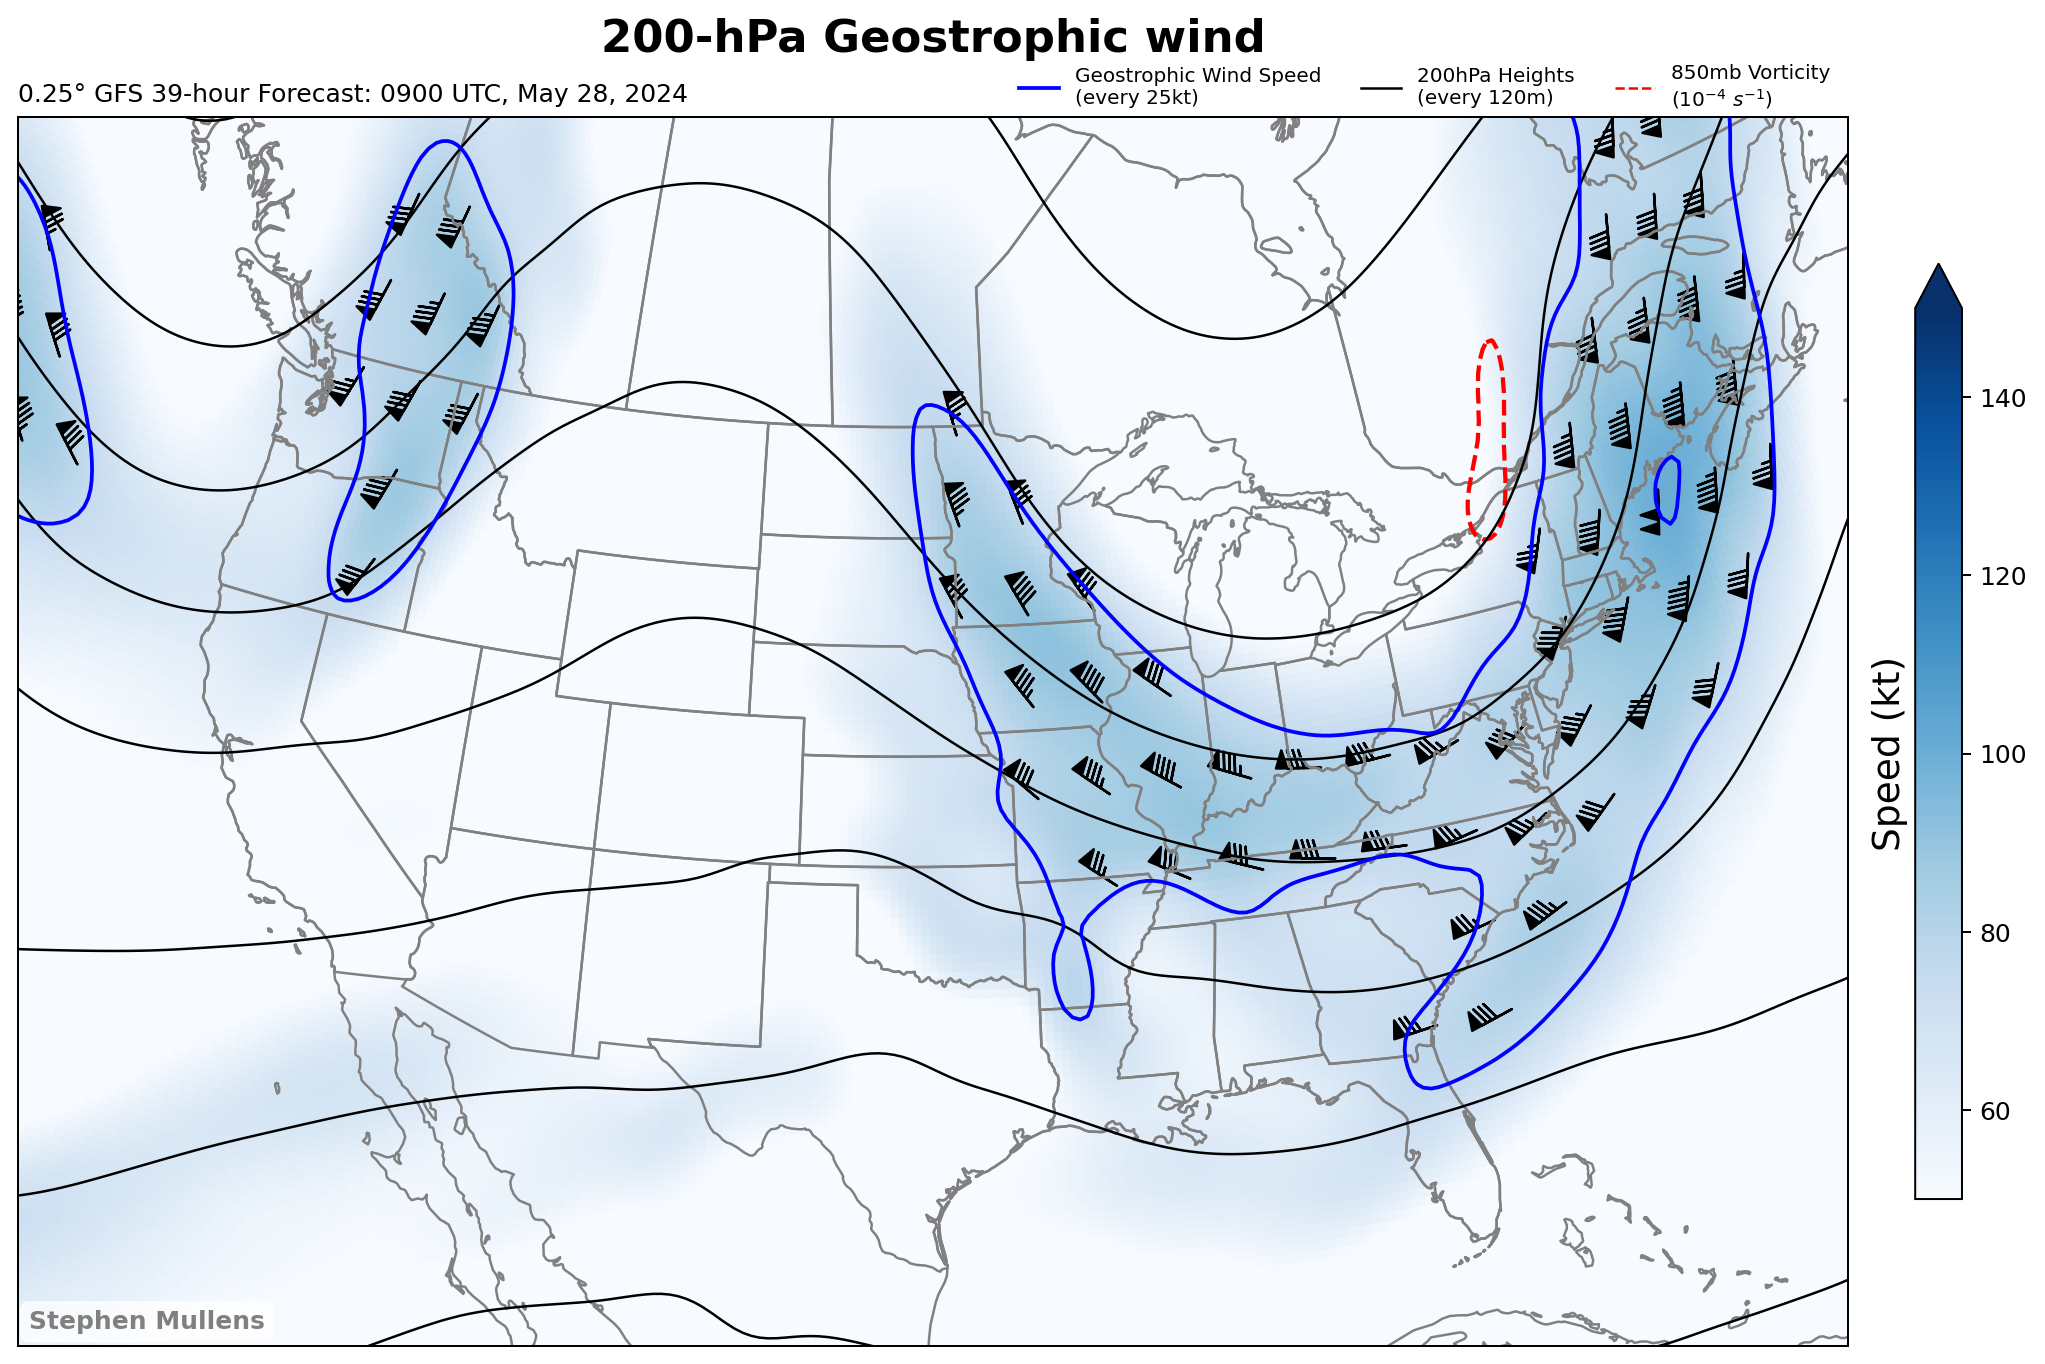 200-hPa Geostrophic wind
0.25° GFS 39-hour Forecast: 0900 UTC, May 28, 2024
Geostrophic Wind Speed
(every 25kt)
200hPa Heights
(every 120m)
850mb Vorticity
(10⁻⁴ s⁻¹)
140
120
100
80
60
Speed (kt)
Stephen Mullens